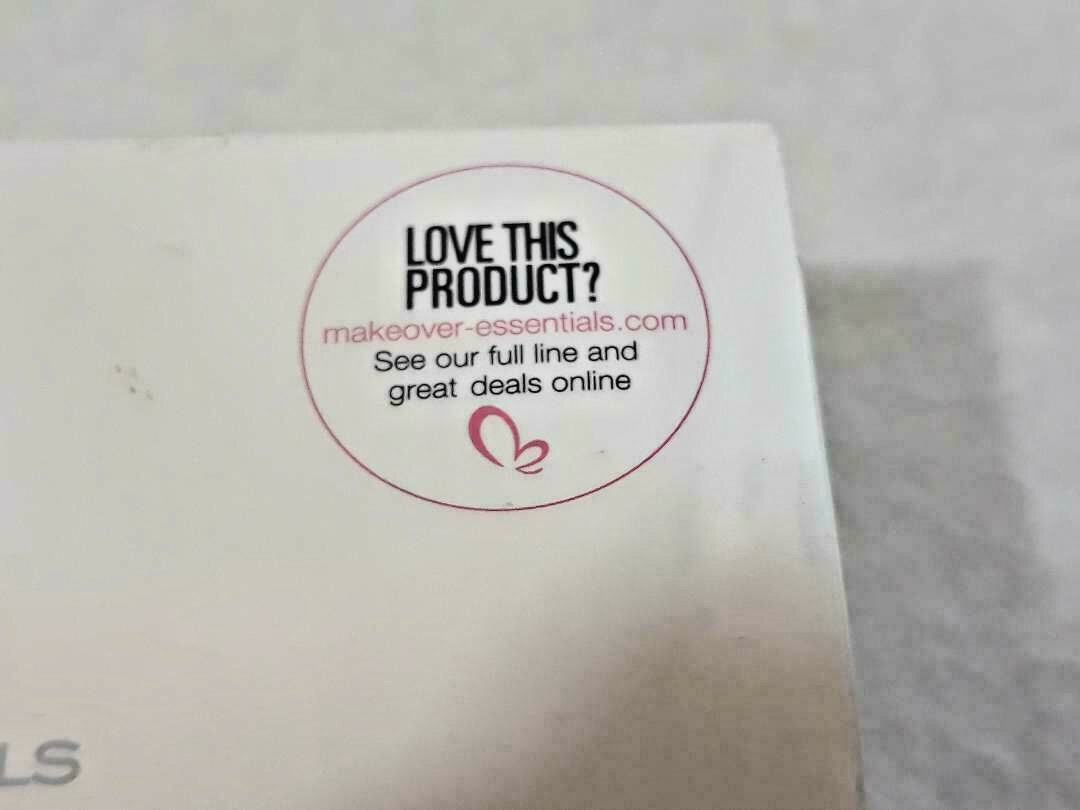 LOVE THIS
PRODUCT?
makeover-essentials.com
See our full line and
great deals online
LS